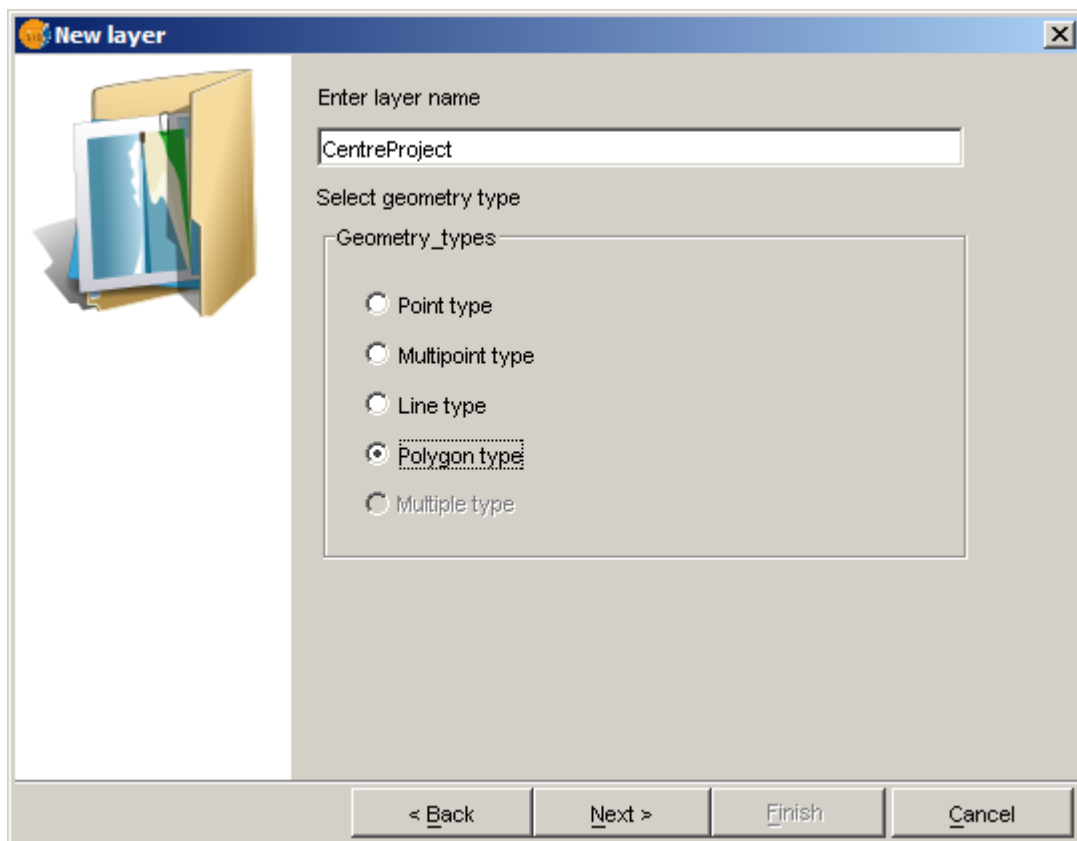 New layer
Enter layer name
CentreProject
Select geometry type
Geometry_types
Point type
Multipoint type
Line type
Polygon type
Multiple type
< Back Next > Finish Cancel